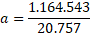 a = 1.164.543
20.757